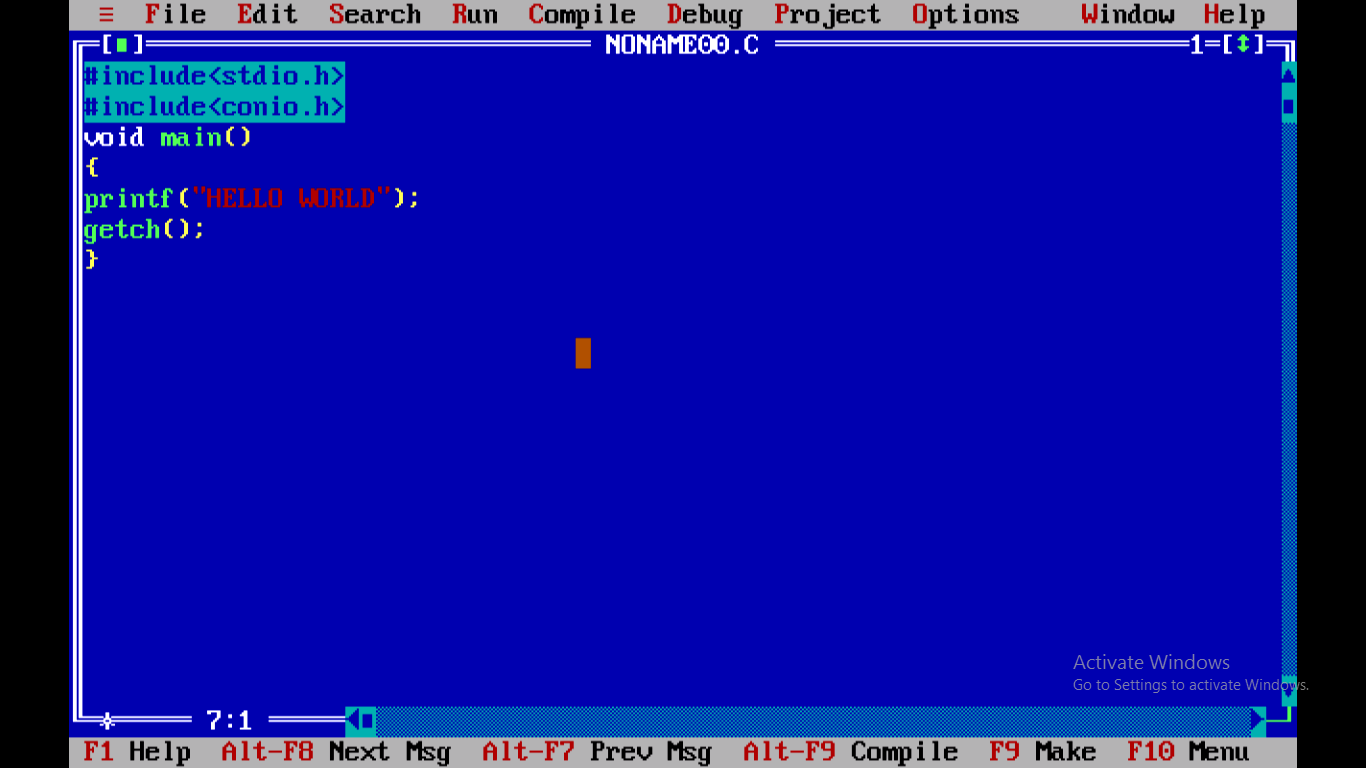 ≡ File Edit Search Run Compile Debug Project Options Window Help
[■] NONAME00.C 1=[↕]
#include<stdio.h>
#include<conio.h>
void main()
{
printf("HELLO WORLD");
getch();
}
Activate Windows
Go to Settings to activate Windows.
* 7:1
F1 Help Alt-F8 Next Msg Alt-F7 Prev Msg Alt-F9 Compile F9 Make F10 Menu